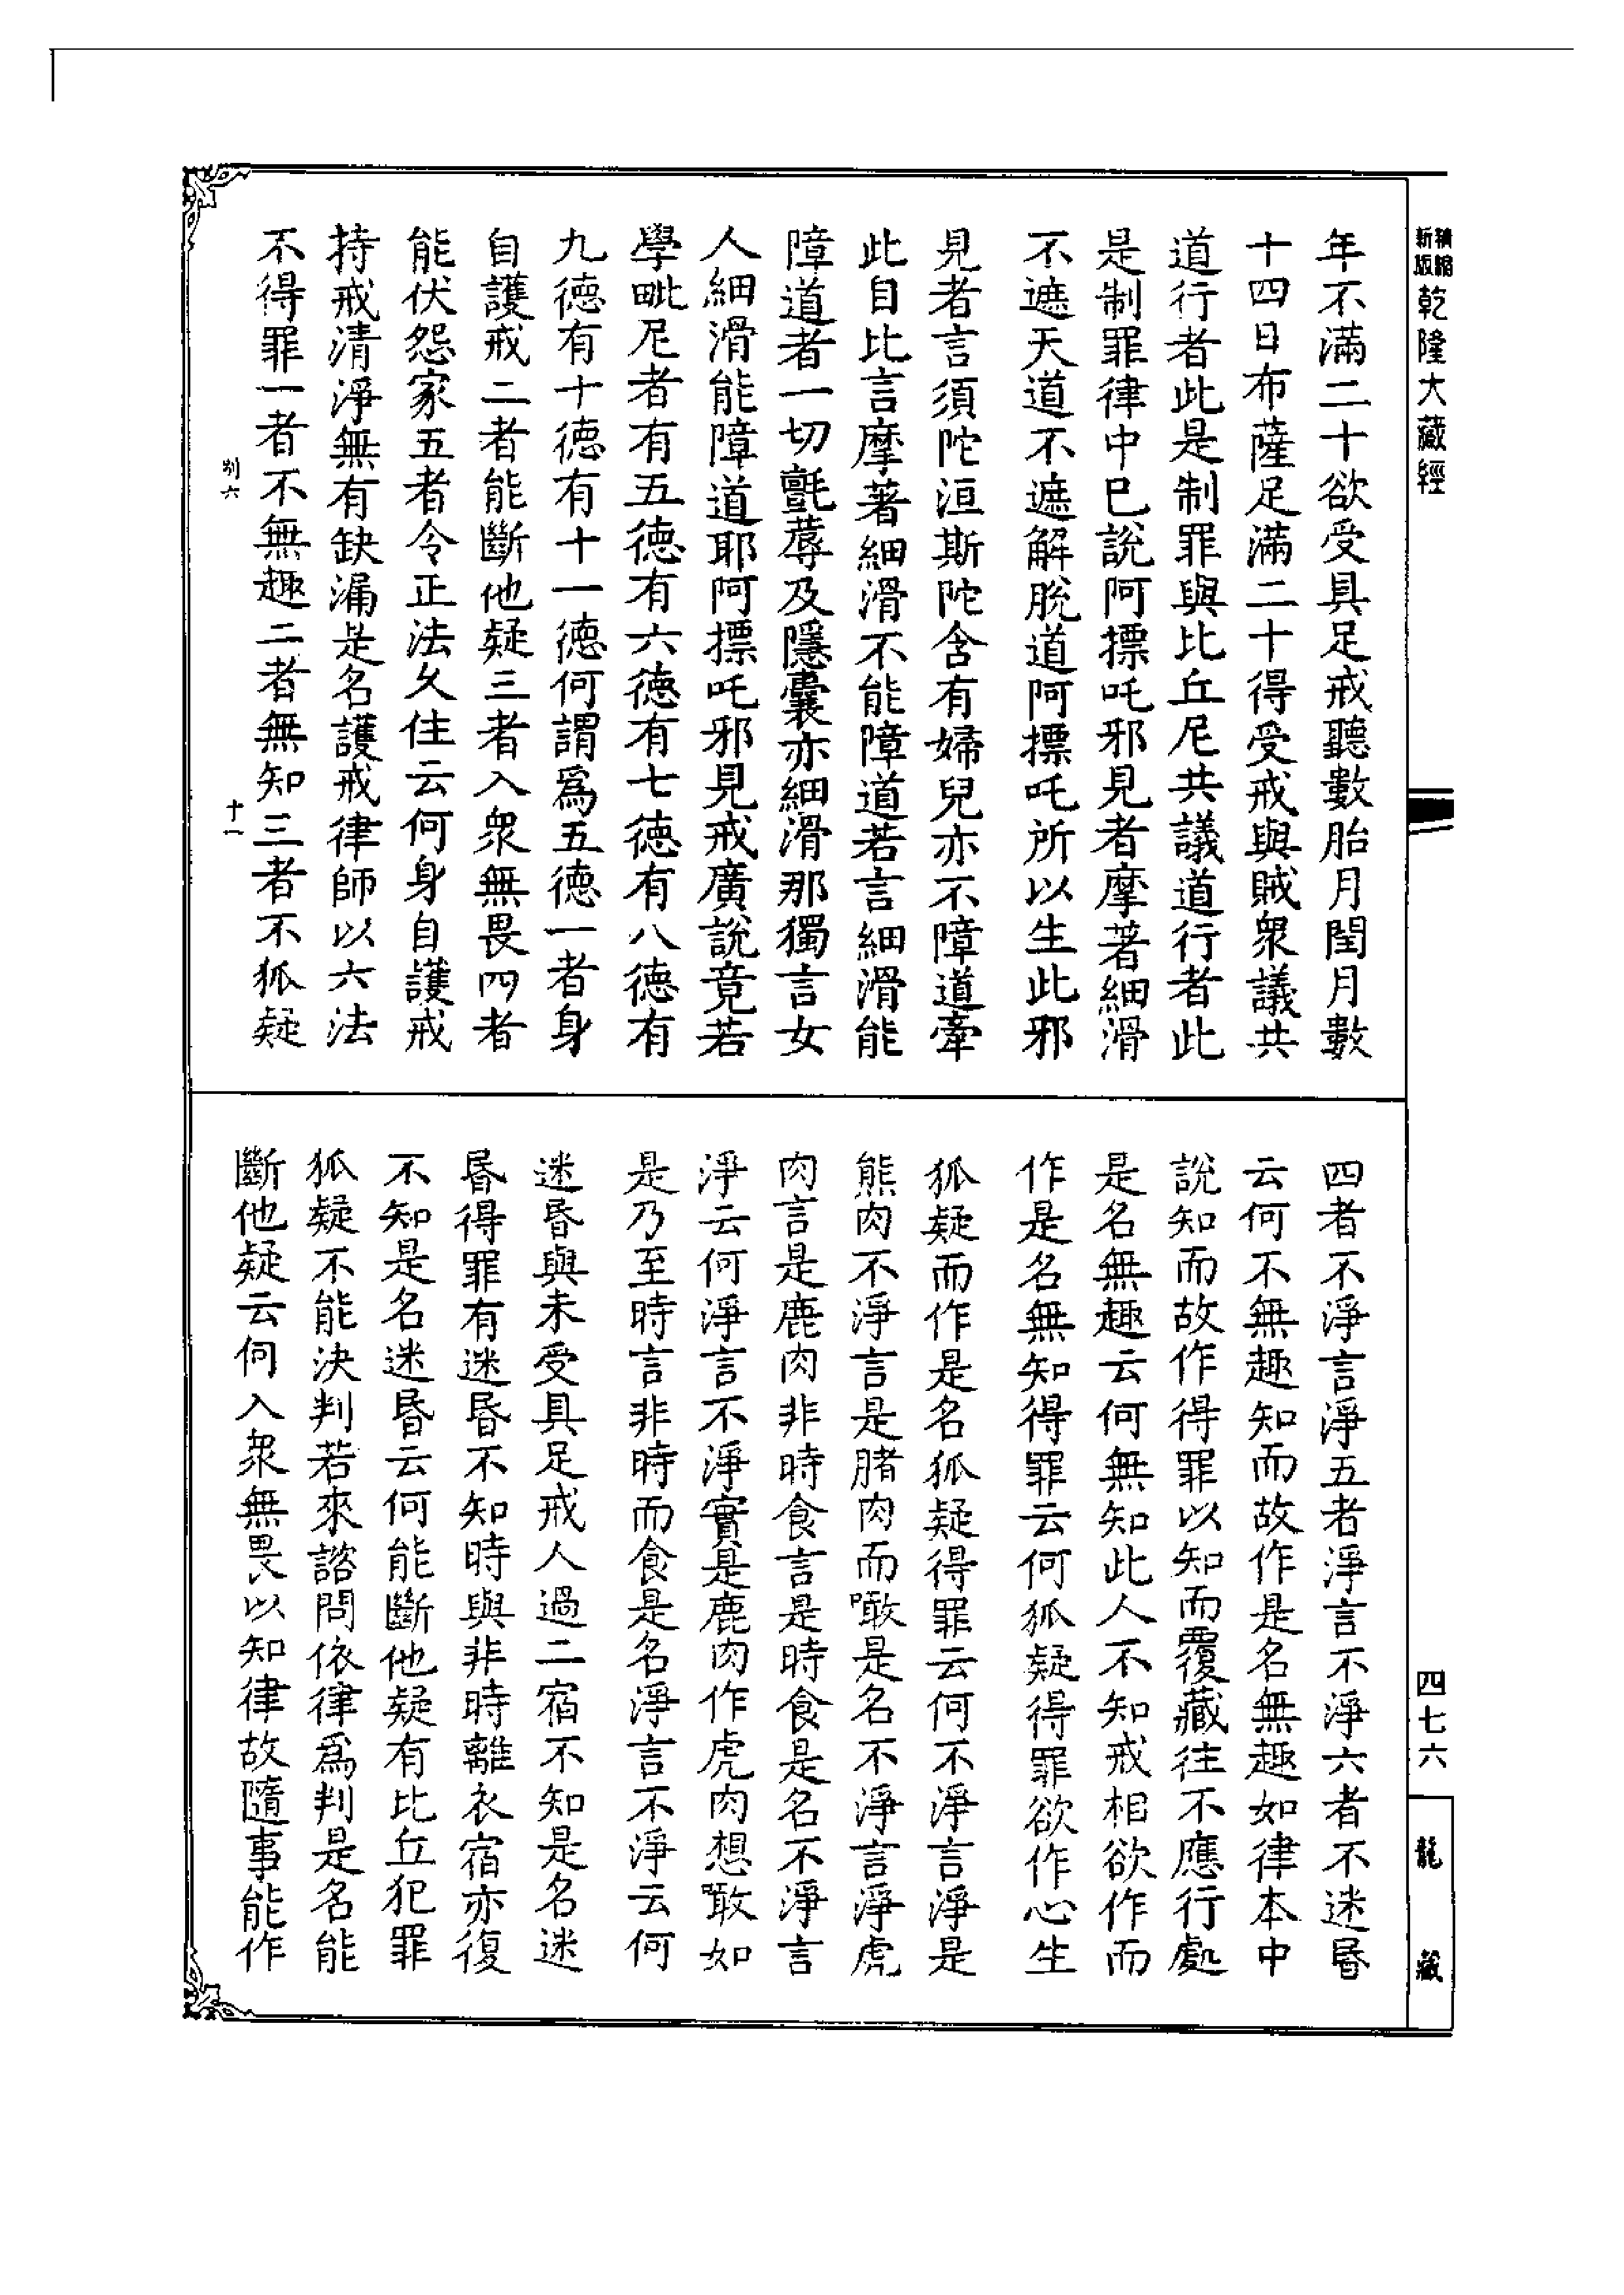 精縮
新版
乾隆大藏經
四七六
龍藏
年不滿二十欲受具足戒聽數胎月閏月數
十四日布薩足滿二十得受戒與賊衆議共
道行者此是制罪與比丘尼共議道行者此
是制罪律中已說阿摽吒邪見者摩著細滑
不遮天道不遮解脫道阿摽吒所以生此邪
見者言須陀洹斯陀含有婦兒亦不障道牽
此自比言摩著細滑不能障道若言細滑能
障道者一切氈蓐及隱囊亦細滑那獨言女
人細滑能障道耶阿摽吒邪見戒廣說竟若
學毗尼者有五德有六德有七德有八德有
九德有十德有十一德何謂爲五德一者身
自護戒二者能斷他疑三者入衆無畏四者
能伏怨家五者令正法久住云何身自護戒
持戒清淨無有缺漏是名護戒律師以六法
不得罪一者不無趣二者無知三者不狐疑
別六
十一
四者不淨言淨五者淨言不淨六者不迷昬
云何不無趣知而故作是名無趣如律本中
說知而故作得罪以知而覆藏往不應行處
是名無趣云何無知此人不知戒相欲作而
作是名無知得罪云何狐疑得罪欲作心生
狐疑而作是名狐疑得罪云何不淨言淨是
熊肉不淨言是腤肉而噉是名不淨言淨虎
肉言是鹿肉非時食言是時食是名不淨言
淨云何淨言不淨實是鹿肉作虎肉想噉如
是乃至時言非時而食是名淨言不淨云何
迷昬與未受具足戒人過二宿不知是名迷
昬得罪有迷昬不知時與非時離衣宿亦復
不知是名迷昬云何能斷他疑有比丘犯罪
狐疑不能決判若來諮問依律爲判是名能
斷他疑云何入衆無畏以知律故隨事能作